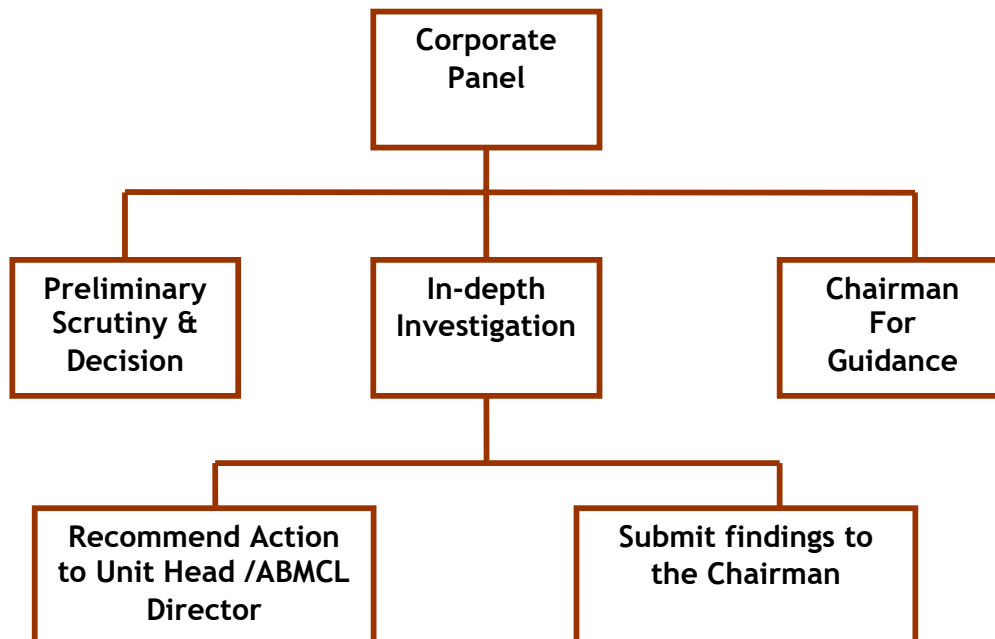 Corporate
Panel
Preliminary
Scrutiny &
Decision
In-depth
Investigation
Chairman
For
Guidance
Recommend Action
to Unit Head /ABMCL
Director
Submit findings to
the Chairman